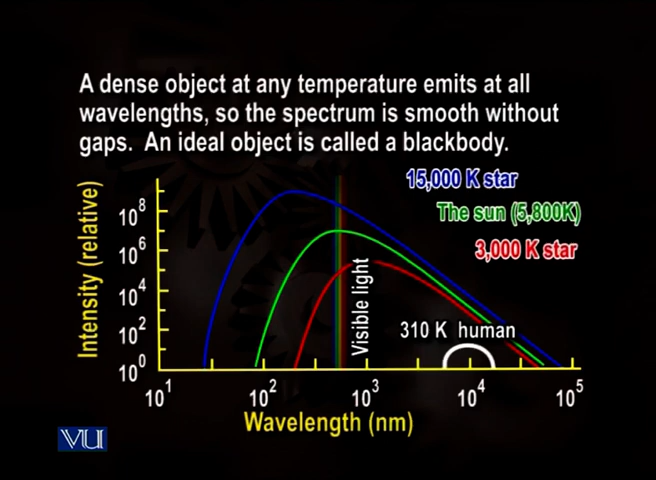 A dense object at any temperature emits at all
wavelengths, so the spectrum is smooth without
gaps. An ideal object is called a blackbody.
15,000 K star
The sun (5,800K)
3,000 K star
Intensity (relative)
10^8
10^6
10^4
10^2
10^0
Visible light
310 K human
10^1 10^2 10^3 10^4 10^5
Wavelength (nm)
VU